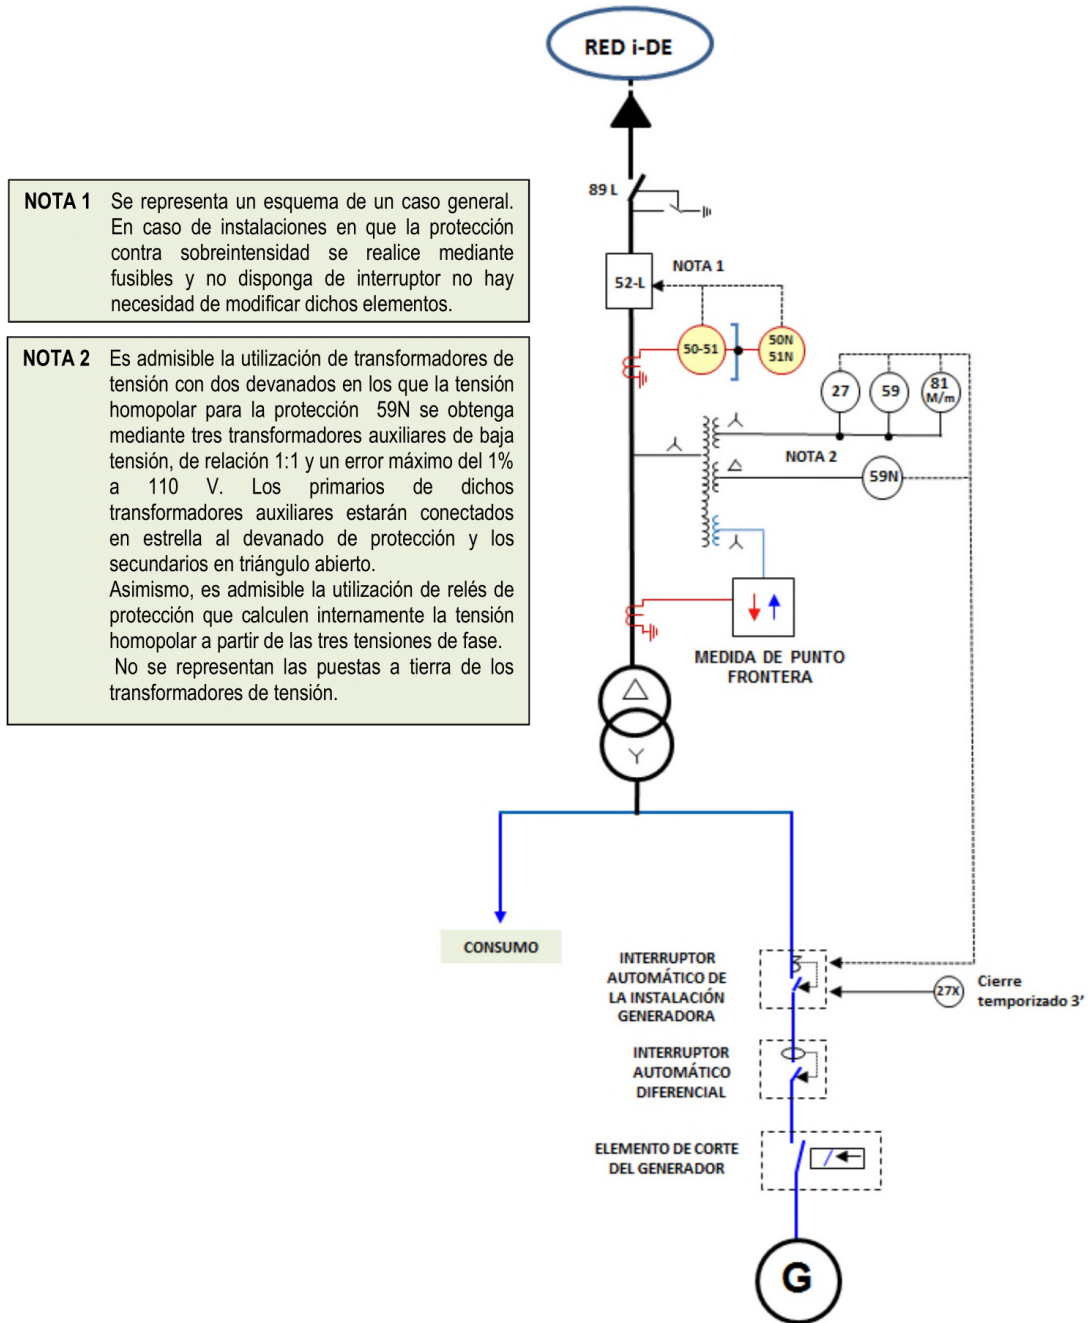 RED i-DE
89 L
NOTA 1 Se representa un esquema de un caso general.
En caso de instalaciones en que la protección
contra sobreintensidad se realice mediante
fusibles y no disponga de interruptor no hay
necesidad de modificar dichos elementos.
NOTA 1
52-L
50-51
50N
51N
NOTA 2 Es admisible la utilización de transformadores de
tensión con dos devanados en los que la tensión
homopolar para la protección 59N se obtenga
mediante tres transformadores auxiliares de baja
tensión, de relación 1:1 y un error máximo del 1%
a 110 V. Los primarios de dichos
transformadores auxiliares estarán conectados
en estrella al devanado de protección y los
secundarios en triángulo abierto.
Asimismo, es admisible la utilización de relés de
protección que calculen internamente la tensión
homopolar a partir de las tres tensiones de fase.
No se representan las puestas a tierra de los
transformadores de tensión.
27
59
81
M/m
NOTA 2
59N
MEDIDA DE PUNTO
FRONTERA
CONSUMO
INTERRUPTOR
AUTOMÁTICO DE
LA INSTALACIÓN
GENERADORA
27X
Cierre
temporizado 3'
INTERRUPTOR
AUTOMÁTICO
DIFERENCIAL
ELEMENTO DE CORTE
DEL GENERADOR
G